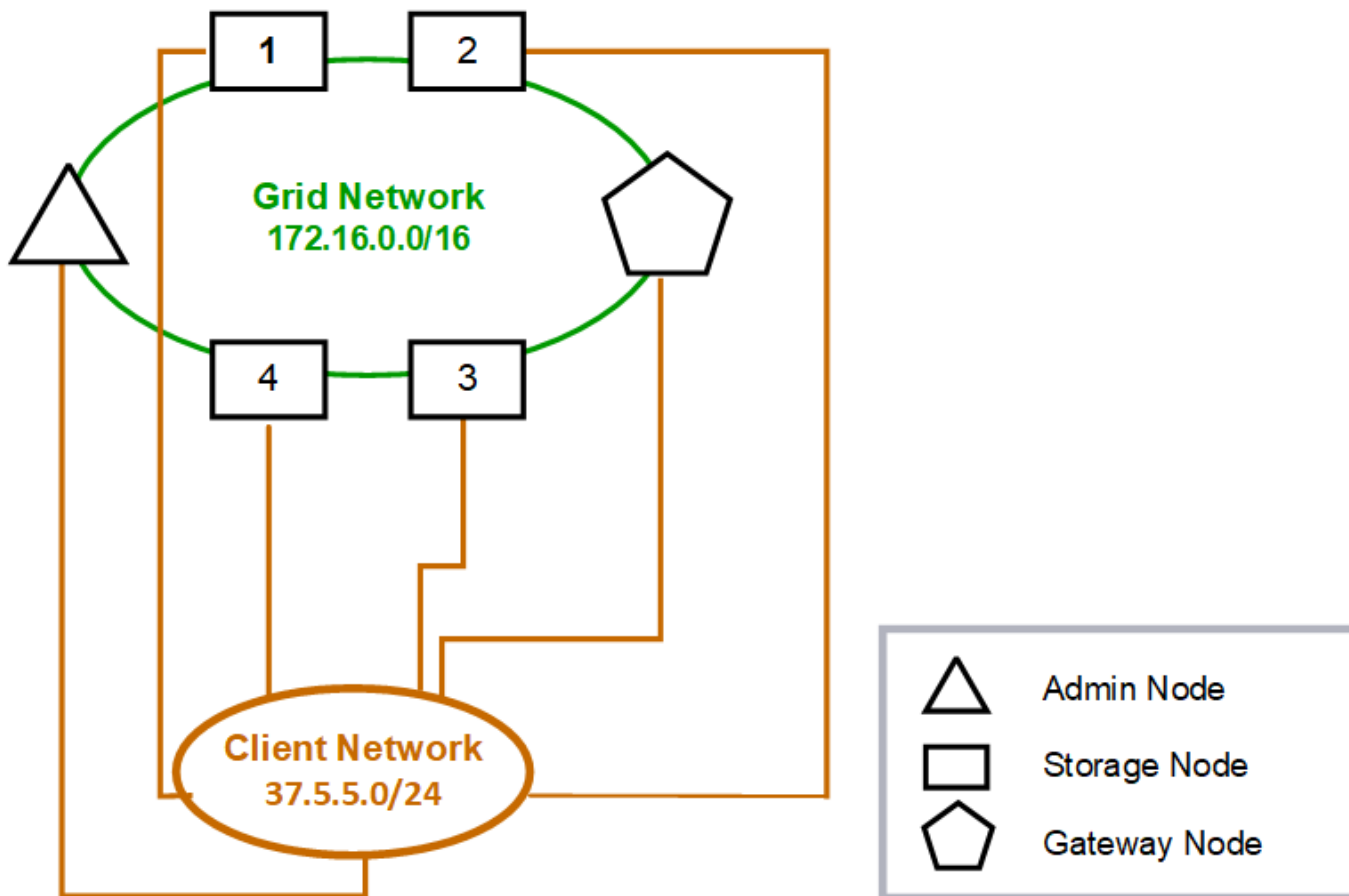 1
2
Grid Network
172.16.0.0/16
4
3
Client Network
37.5.5.0/24
Admin Node
Storage Node
Gateway Node